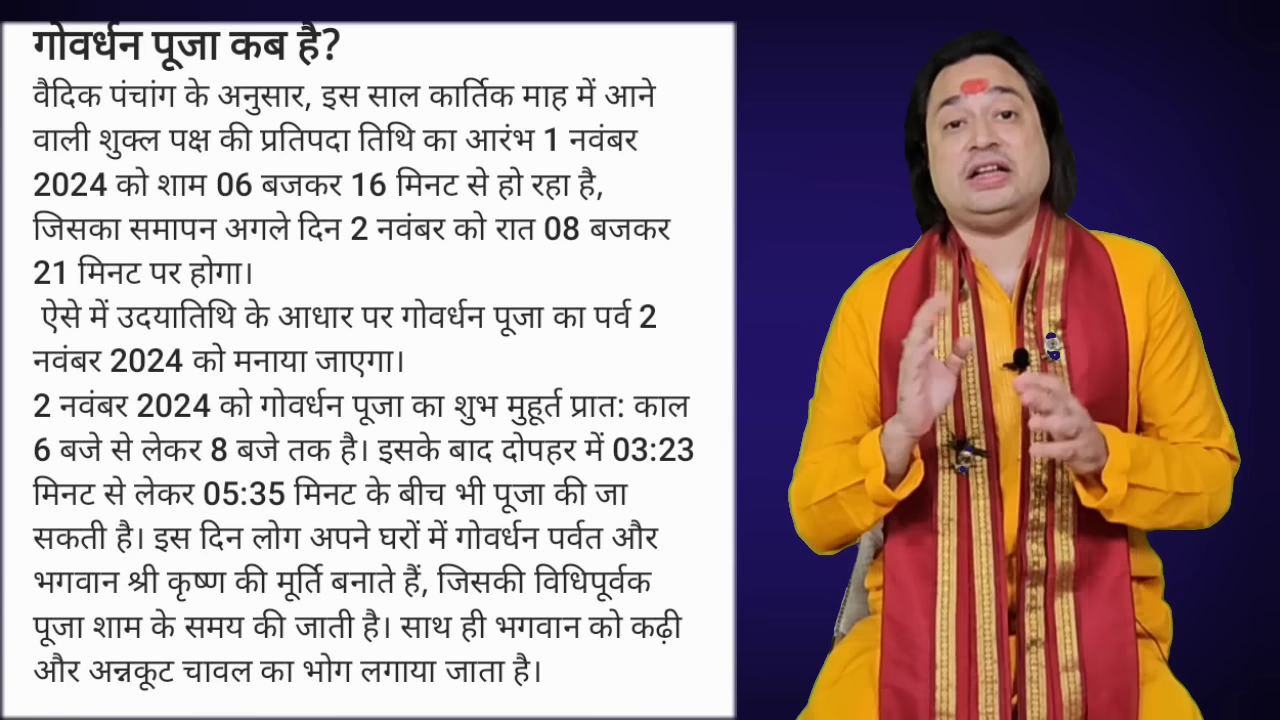 गोवर्धन पूजा कब है?
वैदिक पंचांग के अनुसार, इस साल कार्तिक माह में आने
वाली शुक्ल पक्ष की प्रतिपदा तिथि का आरंभ 1 नवंबर
2024 को शाम 06 बजकर 16 मिनट से हो रहा है,
जिसका समापन अगले दिन 2 नवंबर को रात 08 बजकर
21 मिनट पर होगा।
ऐसे में उदयातिथि के आधार पर गोवर्धन पूजा का पर्व 2
नवंबर 2024 को मनाया जाएगा।
2 नवंबर 2024 को गोवर्धन पूजा का शुभ मुहूर्त प्रात: काल
6 बजे से लेकर 8 बजे तक है। इसके बाद दोपहर में 03:23
मिनट से लेकर 05:35 मिनट के बीच भी पूजा की जा
सकती है। इस दिन लोग अपने घरों में गोवर्धन पर्वत और
भगवान श्री कृष्ण की मूर्ति बनाते हैं, जिसकी विधिपूर्वक
पूजा शाम के समय की जाती है। साथ ही भगवान को कढ़ी
और अन्नकूट चावल का भोग लगाया जाता है।